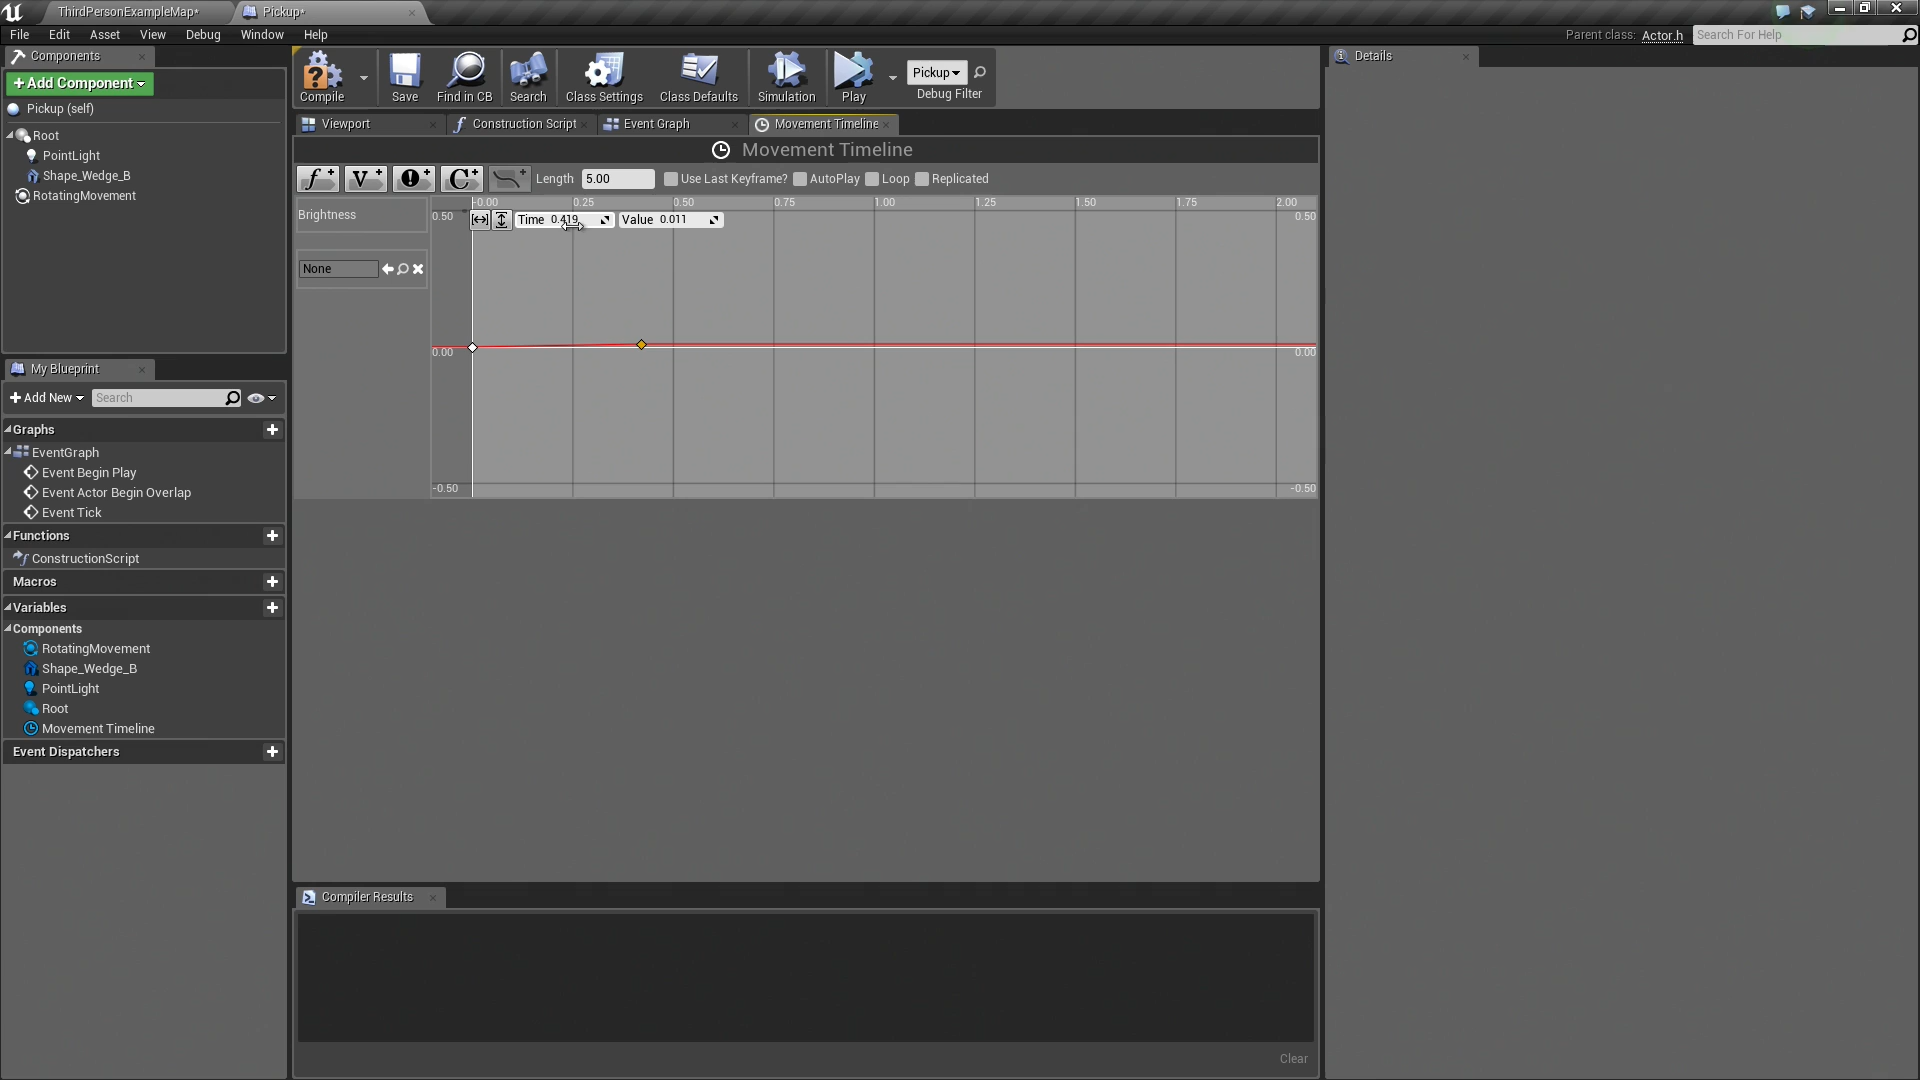 ThirdPersonExampleMap*
Pickup*
File Edit Asset View Debug Window Help
Parent class: Actor.h
Search For Help
Components
+Add Component
Pickup (self)
Root
PointLight
Shape_Wedge_B
RotatingMovement
My Blueprint
+Add New
Search
Graphs
EventGraph
Event Begin Play
Event Actor Begin Overlap
Event Tick
Functions
ConstructionScript
Macros
Variables
Components
RotatingMovement
Shape_Wedge_B
PointLight
Root
Movement Timeline
Event Dispatchers
Compile
Save
Find in CB
Search
Class Settings
Class Defaults
Simulation
Play
Pickup
Debug Filter
Viewport
Construction Script
Event Graph
Movement Timeline
Movement Timeline
Length 5.00 Use Last Keyframe? AutoPlay Loop Replicated
Brightness
None
-0.00 0.25 0.50 0.75 1.00 1.25 1.50 1.75 2.00
0.50 Time 0.419 Value 0.011 0.50
0.00 0.00
-0.50 -0.50
Compiler Results
Clear
Details